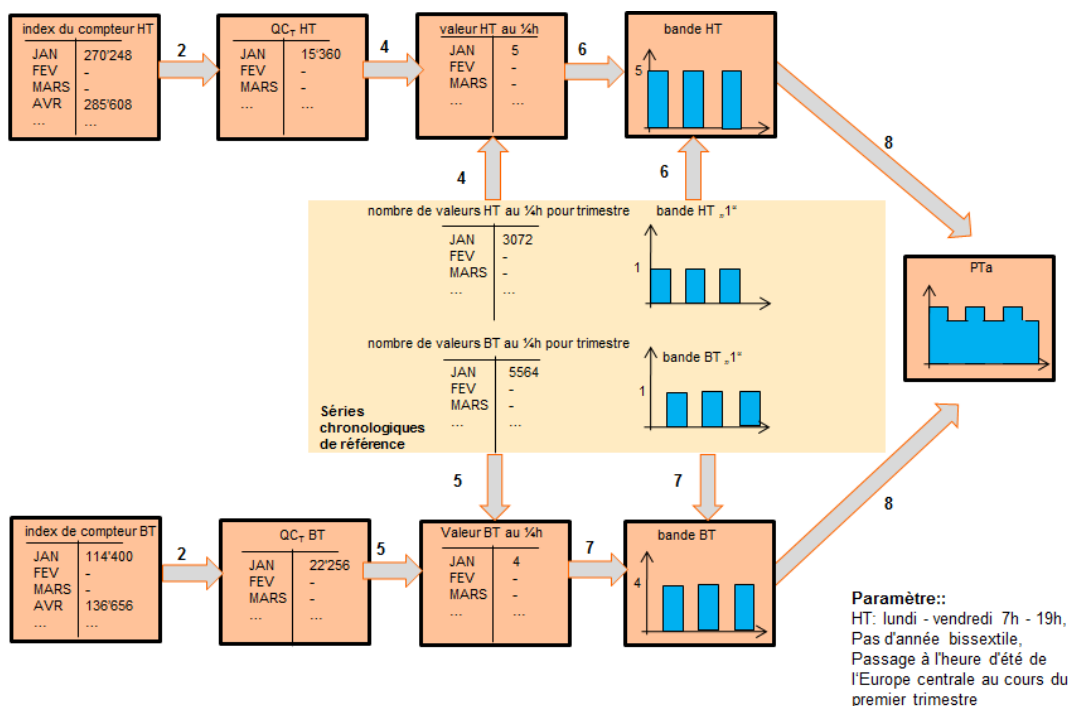 index du compteur HT
JAN 270'248
FEV -
MARS -
AVR 285'608
... ...
2
QC_T HT
JAN 15'360
FEV -
MARS -
... ...
4
valeur HT au ¼h
JAN 5
FEV -
MARS -
... ...
6
bande HT
5
8
4
6
nombre de valeurs HT au ¼h pour trimestre
JAN 3072
FEV -
MARS -
... ...
bande HT „1“
1
nombre de valeurs BT au ¼h pour trimestre
JAN 5564
FEV -
MARS -
... ...
bande BT „1“
1
Séries
chronologiques
de référence
PTa
5
7
8
index de compteur BT
JAN 114'400
FEV -
MARS -
AVR 136'656
... ...
2
QC_T BT
JAN 22'256
FEV -
MARS -
... ...
5
Valeur BT au ¼h
JAN 4
FEV -
MARS -
... ...
7
bande BT
4
Paramètre::
HT: lundi - vendredi 7h - 19h,
Pas d'année bissextile,
Passage à l'heure d'été de
l'Europe centrale au cours du
premier trimestre